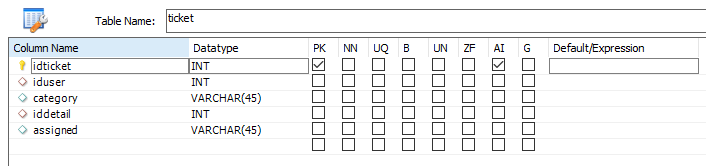 Table Name: ticket
Column Name Datatype PK NN UQ B UN ZF AI G Default/Expression
idticket INT
iduser INT
category VARCHAR(45)
iddetail INT
assigned VARCHAR(45)